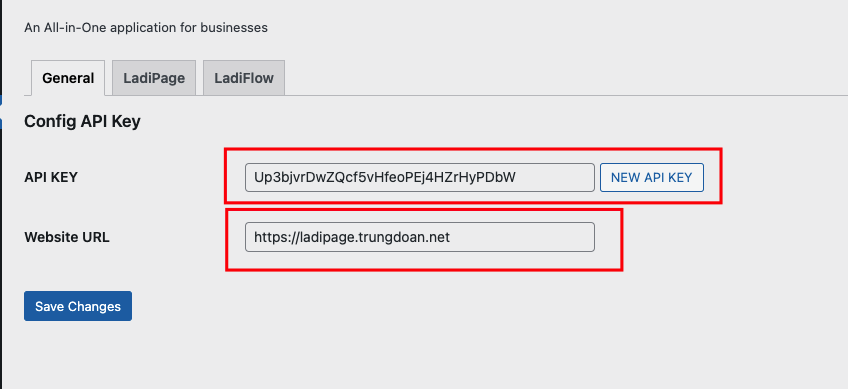 An All-in-One application for businesses
General LadiPage LadiFlow
Config API Key
API KEY Up3bjvrDwZQcf5vHfeoPEj4HZrHyPDbW NEW API KEY
Website URL https://ladipage.trungdoan.net
Save Changes